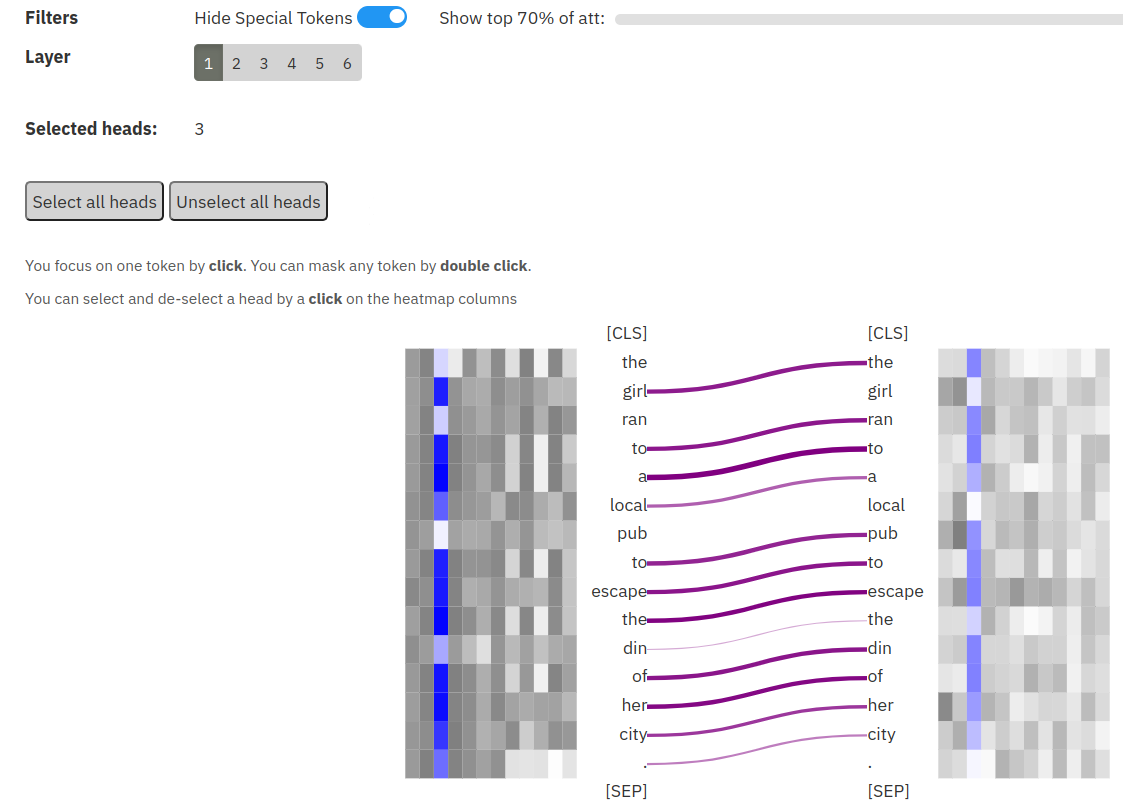 Filters Hide Special Tokens Show top 70% of att:
Layer 1 2 3 4 5 6
Selected heads: 3
Select all heads Unselect all heads
You focus on one token by click. You can mask any token by double click.
You can select and de-select a head by a click on the heatmap columns
[CLS] [CLS]
the the
girl girl
ran ran
to to
a a
local local
pub pub
to to
escape escape
the the
din din
of of
her her
city city
. .
[SEP] [SEP]